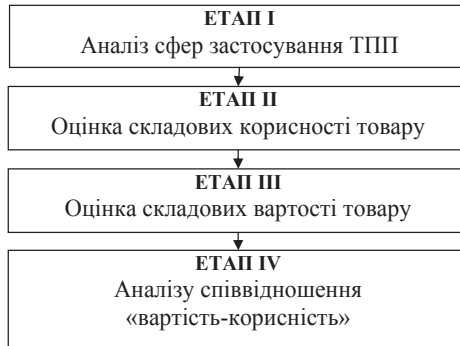 ЕТАП І
Аналіз сфер застосування ТПП
ЕТАП ІІ
Оцінка складових корисності товару
ЕТАП ІІІ
Оцінка складових вартості товару
ЕТАП IV
Аналізу співвідношення
«вартість-корисність»